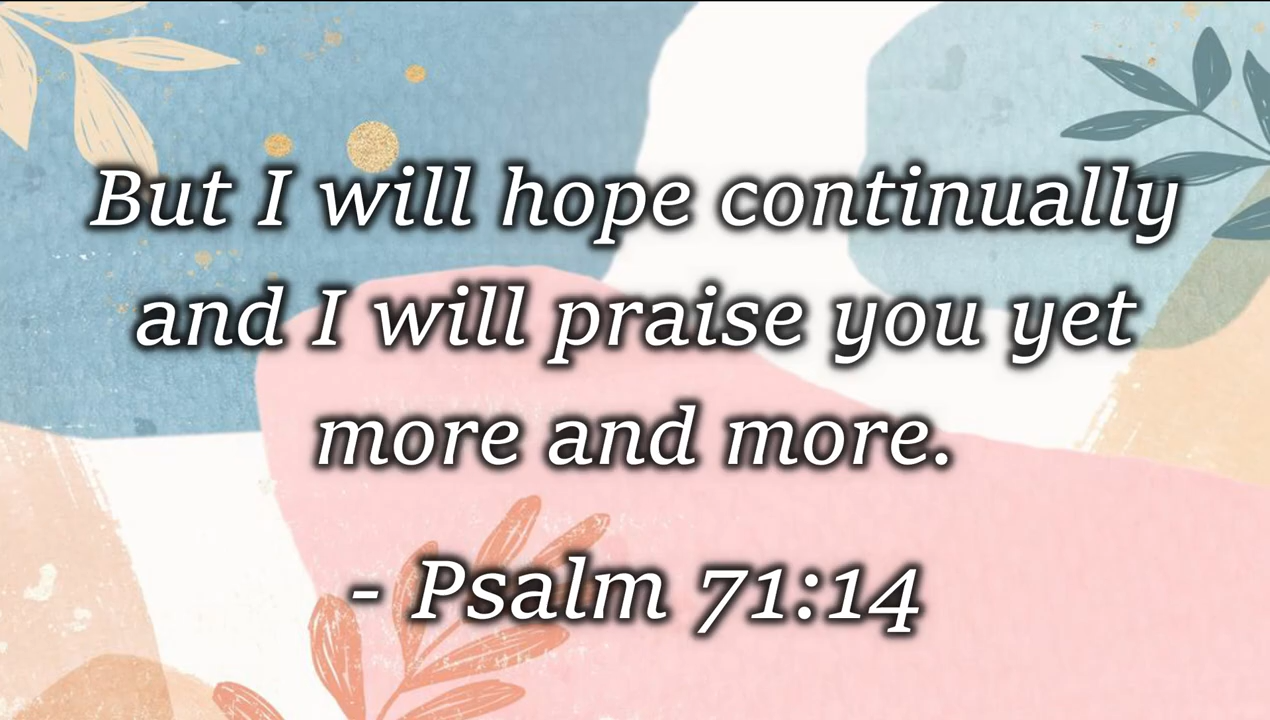 But I will hope continually
and I will praise you yet
more and more.
- Psalm 71:14